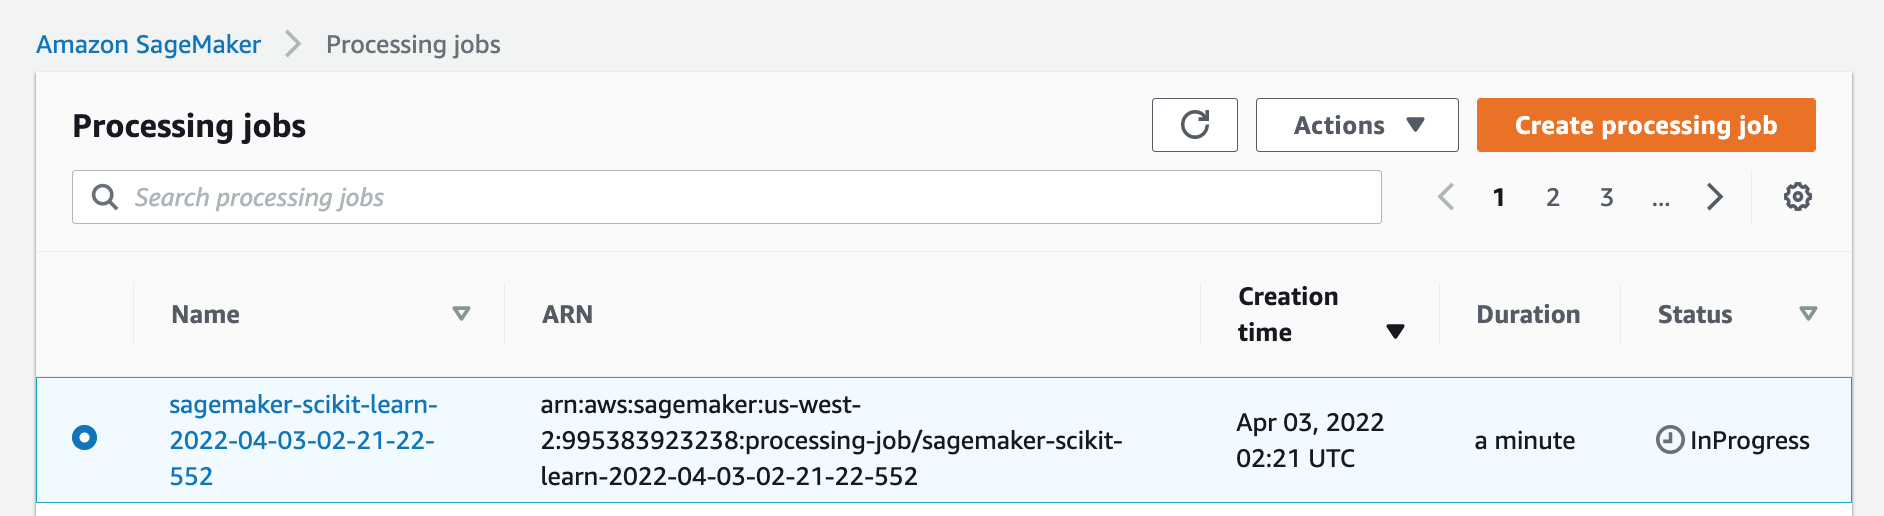 Amazon SageMaker > Processing jobs
Processing jobs
Actions
Create processing job
Search processing jobs
1 2 3 ...
Name
ARN
Creation
time
Duration
Status
sagemaker-scikit-learn-
2022-04-03-02-21-22-
552
arn:aws:sagemaker:us-west-
2:995383923238:processing-job/sagemaker-scikit-
learn-2022-04-03-02-21-22-552
Apr 03, 2022
02:21 UTC
a minute
InProgress